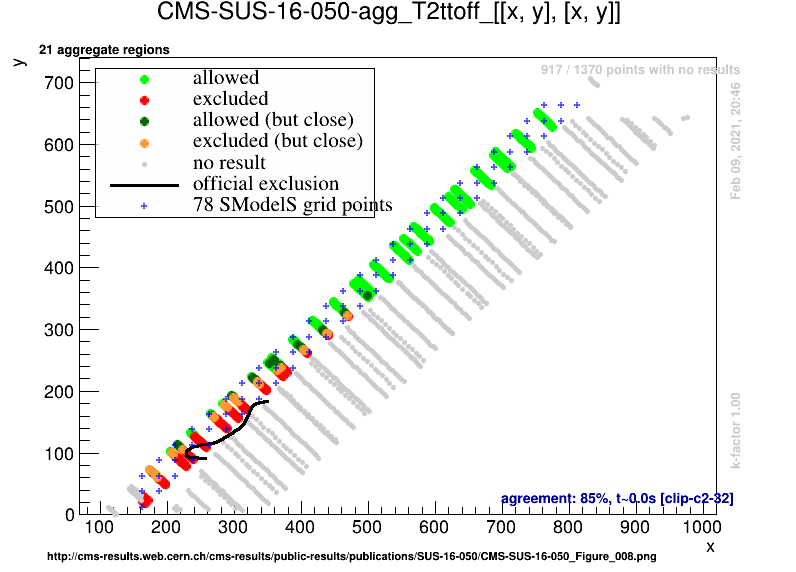 CMS-SUS-16-050-agg_T2ttoff_[[x, y], [x, y]]
21 aggregate regions
917 / 1370 points with no results
y
allowed
excluded
allowed (but close)
excluded (but close)
no result
official exclusion
78 SModelS grid points
Feb 09, 2021, 20:46
k-factor 1.00
700
600
500
400
300
200
100
0
agreement: 85%, t~0.0s [clip-c2-32]
100 200 300 400 500 600 700 800 900 1000
x
http://cms-results.web.cern.ch/cms-results/public-results/publications/SUS-16-050/CMS-SUS-16-050_Figure_008.png